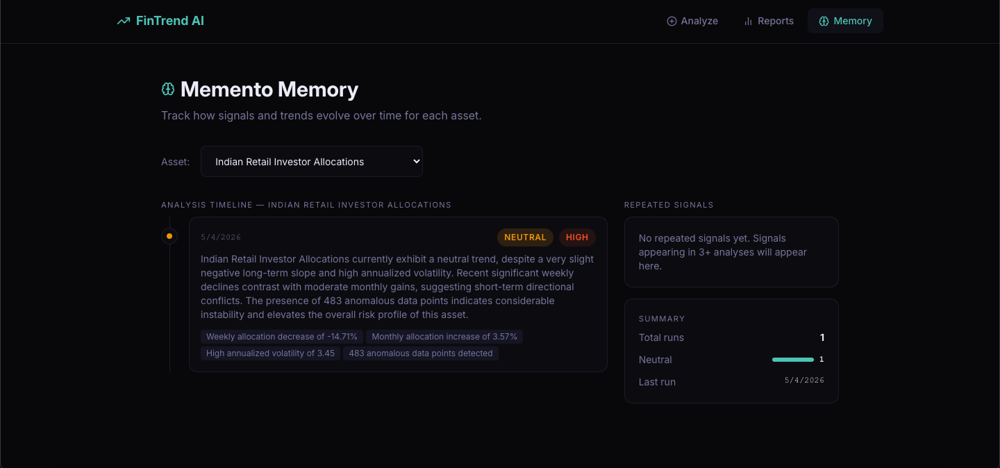 FinTrend AI
Analyze
Reports
Memory
Memento Memory
Track how signals and trends evolve over time for each asset.
Asset:
Indian Retail Investor Allocations
ANALYSIS TIMELINE — INDIAN RETAIL INVESTOR ALLOCATIONS
5/4/2026
NEUTRAL
HIGH
Indian Retail Investor Allocations currently exhibit a neutral trend, despite a very slight
negative long-term slope and high annualized volatility. Recent significant weekly
declines contrast with moderate monthly gains, suggesting short-term directional
conflicts. The presence of 483 anomalous data points indicates considerable
instability and elevates the overall risk profile of this asset.
Weekly allocation decrease of -14.71%
Monthly allocation increase of 3.57%
High annualized volatility of 3.45
483 anomalous data points detected
REPEATED SIGNALS
No repeated signals yet. Signals
appearing in 3+ analyses will appear
here.
SUMMARY
Total runs 1
Neutral 1
Last run 5/4/2026